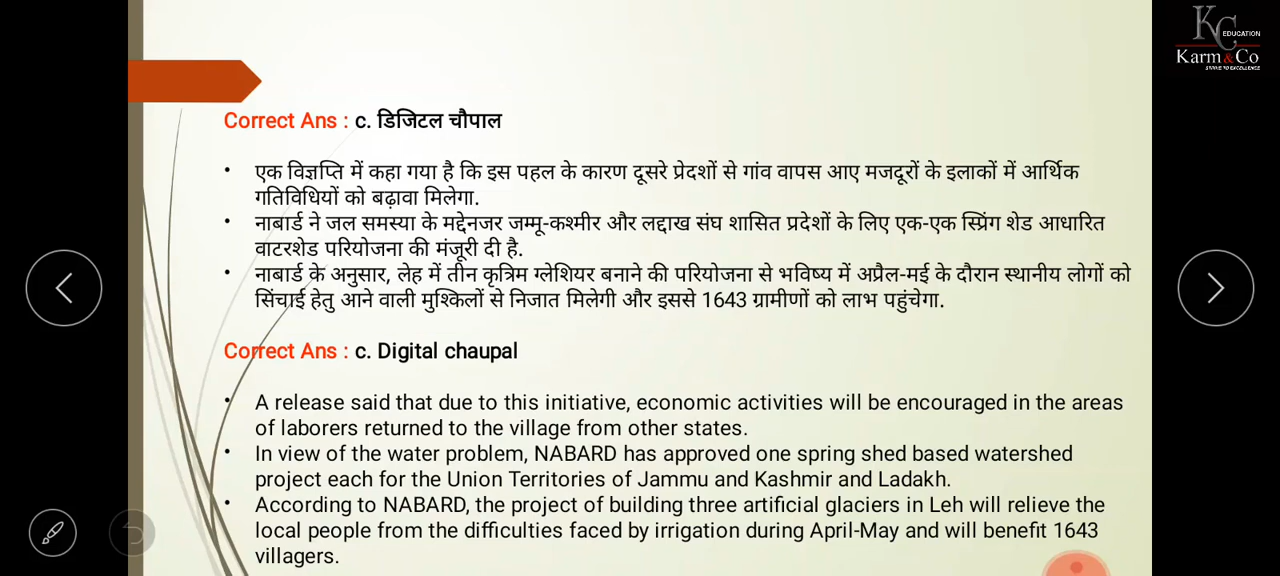 KC EDUCATION
Karm&Co
STRIVE TO EXCELLENCE
Correct Ans : c. डिजिटल चौपाल
• एक विज्ञप्ति में कहा गया है कि इस पहल के कारण दूसरे प्रेदशों से गांव वापस आए मजदूरों के इलाकों में आर्थिक
गतिविधियों को बढ़ावा मिलेगा.
• नाबार्ड ने जल समस्या के मद्देनजर जम्मू-कश्मीर और लद्दाख संघ शासित प्रदेशों के लिए एक-एक स्प्रिंग शेड आधारित
वाटरशेड परियोजना की मंजूरी दी है.
• नाबार्ड के अनुसार, लेह में तीन कृत्रिम ग्लेशियर बनाने की परियोजना से भविष्य में अप्रैल-मई के दौरान स्थानीय लोगों को
सिंचाई हेतु आने वाली मुश्किलों से निजात मिलेगी और इससे 1643 ग्रामीणों को लाभ पहुंचेगा.
Correct Ans : c. Digital chaupal
• A release said that due to this initiative, economic activities will be encouraged in the areas
of laborers returned to the village from other states.
• In view of the water problem, NABARD has approved one spring shed based watershed
project each for the Union Territories of Jammu and Kashmir and Ladakh.
• According to NABARD, the project of building three artificial glaciers in Leh will relieve the
local people from the difficulties faced by irrigation during April-May and will benefit 1643
villagers.